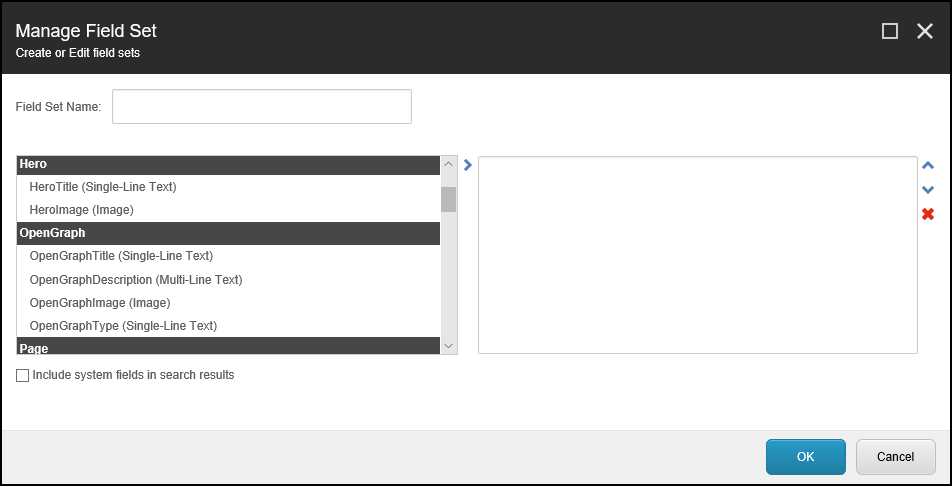 Manage Field Set
Create or Edit field sets
Field Set Name:
Hero
HeroTitle (Single-Line Text)
HeroImage (Image)
OpenGraph
OpenGraphTitle (Single-Line Text)
OpenGraphDescription (Multi-Line Text)
OpenGraphImage (Image)
OpenGraphType (Single-Line Text)
Page
Include system fields in search results
OK
Cancel